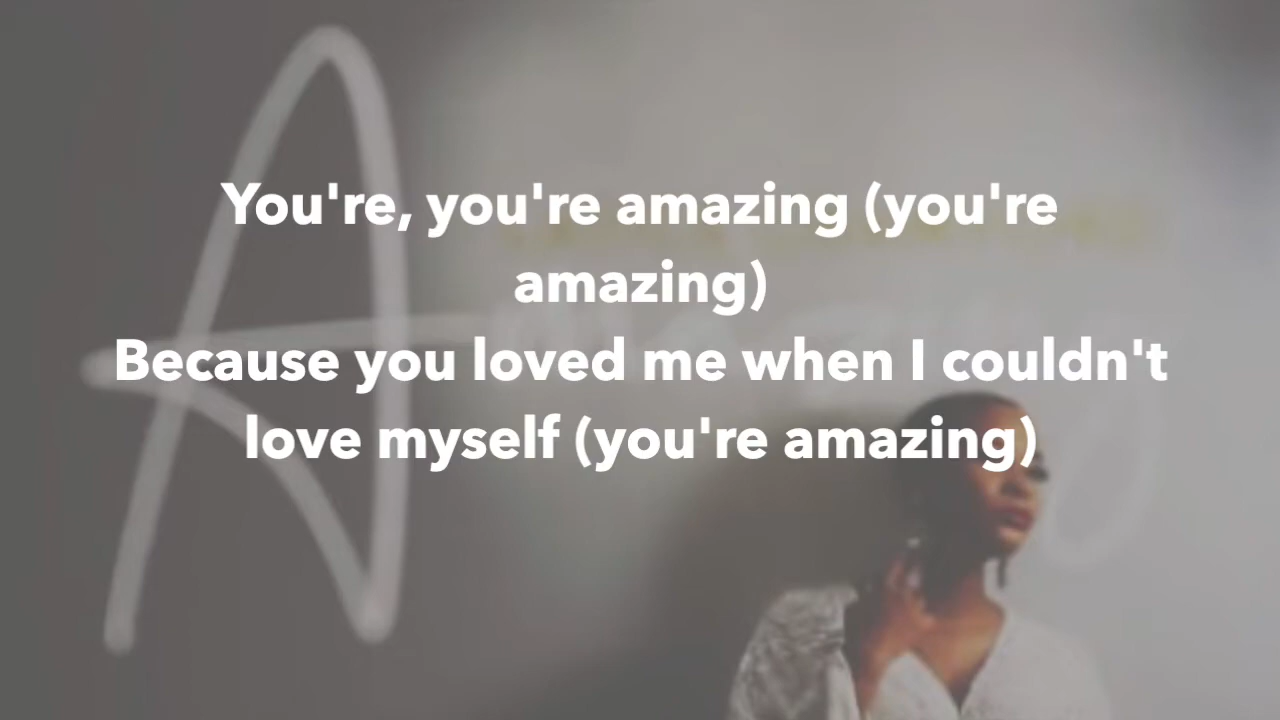 You're, you're amazing (you're
amazing)
Because you loved me when I couldn't
love myself (you're amazing)